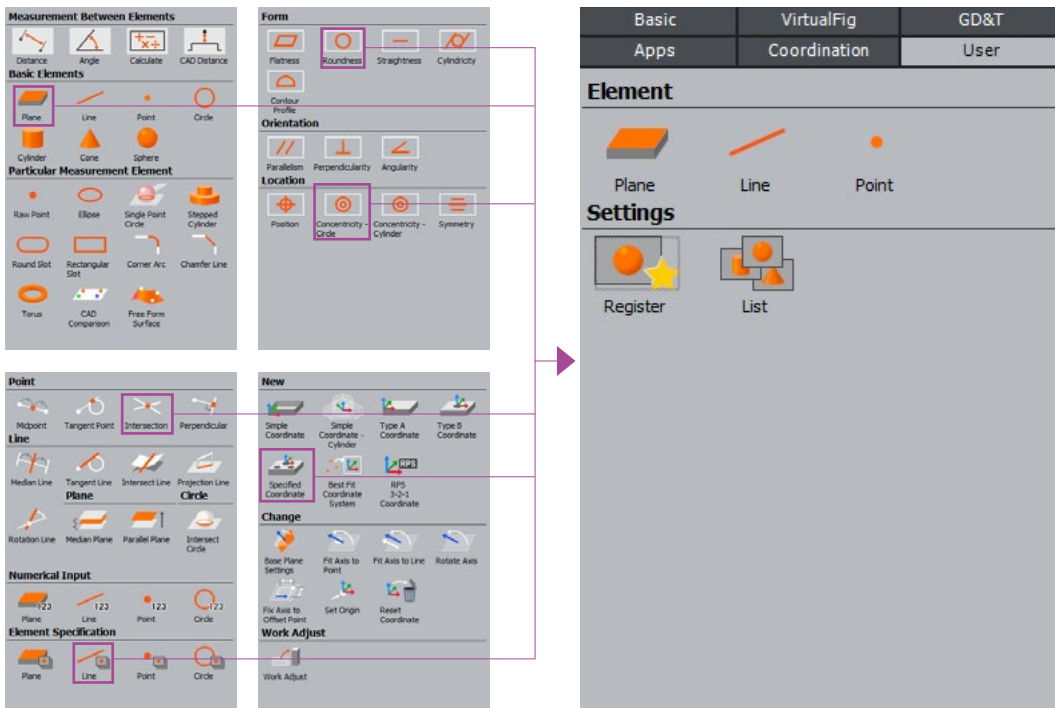 Measurement Between Elements
Distance Angle Calculate CAD Distance
Basic Elements
Plane Line Point Circle
Cylinder Cone Sphere
Particular Measurement Element
Raw Point Ellipse Single Point Circle Stepped Cylinder
Round Slot Rectangular Slot Corner Arc Chamfer Line
Torus CAD Comparison Free Form Surface
Form
Flatness Roundness Straightness Cylindricity
Contour Profile
Orientation
Parallelism Perpendicularity Angularity
Location
Position Concentricity - Circle Concentricity - Cylinder Symmetry
Point
Midpoint Tangent Point Intersection Perpendicular
Line
Median Line Tangent Line Intersect Line Projection Line
Plane Circle
Rotation Line Median Plane Parallel Plane Intersect Circle
Numerical Input
123 123 123 123
Plane Line Point Circle
Element Specification
Plane Line Point Circle
New
Simple Coordinate Simple Coordinate - Cylinder Type A Coordinate Type B Coordinate
RPS
Specified Coordinate Best Fit Coordinate System RPS 3-2-1 Coordinate
Change
Base Plane Settings Fit Axis to Point Fit Axis to Line Rotate Axis
Fix Axis to Offset Point Set Origin Reset Coordinate
Work Adjust
Work Adjust
Basic VirtualFig GD&T
Apps Coordination User
Element
Plane Line Point
Settings
Register List